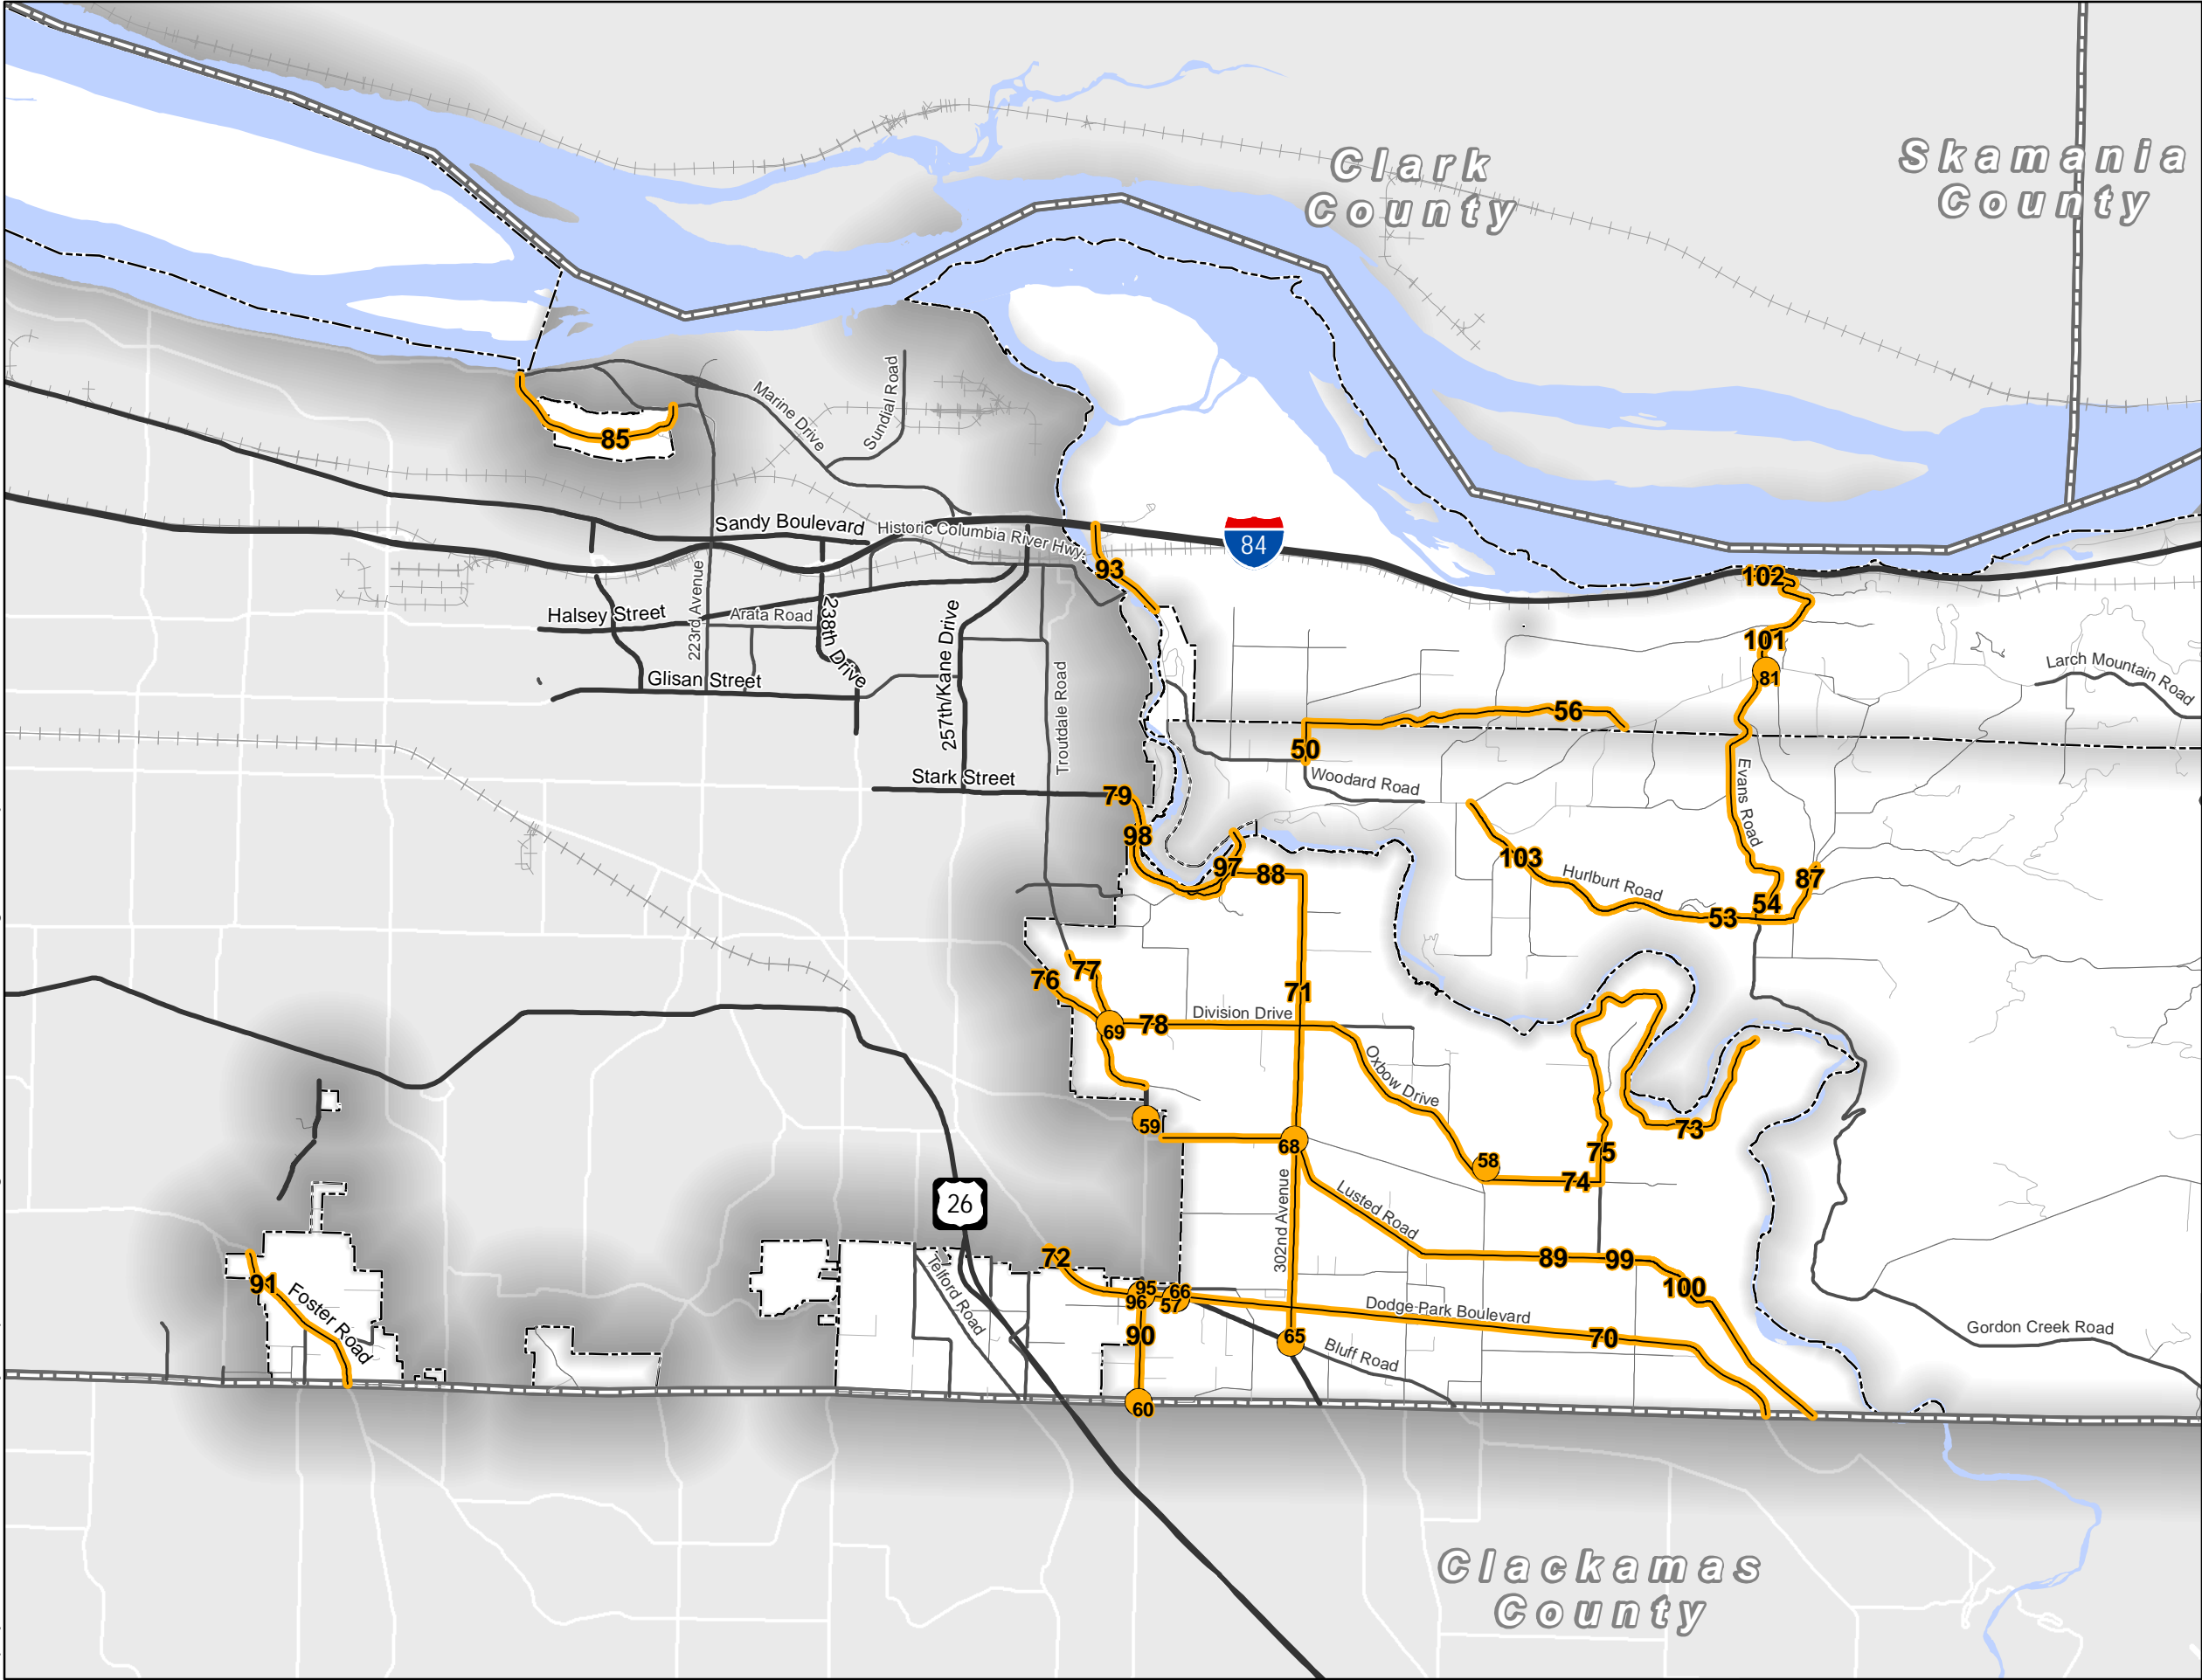 Clark
County
Skamania
County
Marine Drive
Sundial Road
85
Sandy Boulevard
Historic Columbia River Hwy.
84
93
102
Halsey Street
223rd Avenue
Arata Road
238th Drive
257th/Kane Drive
101
81
Larch Mountain Road
Glisan Street
Troutdale Road
56
50
Stark Street
Woodard Road
Evans Road
79
98
97
88
103
Hurlburt Road
87
54
53
76
77
71
69
78
Division Drive
Oxbow Drive
59
68
58
73
75
74
26
302nd Avenue
Lusted Road
72
89
99
100
91
Foster Road
Telford Road
95
96
66
57
90
65
Dodge Park Boulevard
70
Bluff Road
Gordon Creek Road
60
Clackamas
County